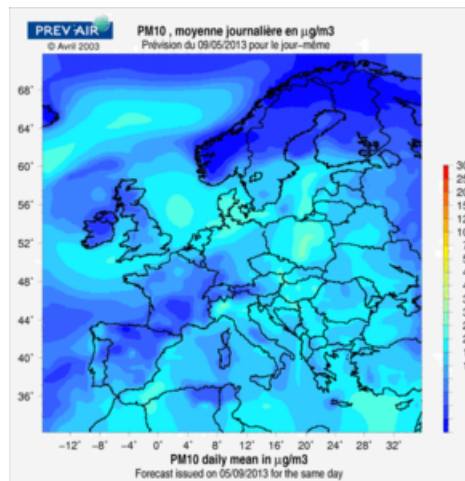 PREV'AIR
© Avril 2003
PM10 , moyenne journalière en µg/m3
Prévision du 09/05/2013 pour le jour-même
68°
64°
60°
56°
52°
48°
44°
40°
36°
−12° −8° −4° 0° 4° 8° 12° 16° 20° 24° 28° 32°
PM10 daily mean in µg/m3
Forecast issued on 05/09/2013 for the same day